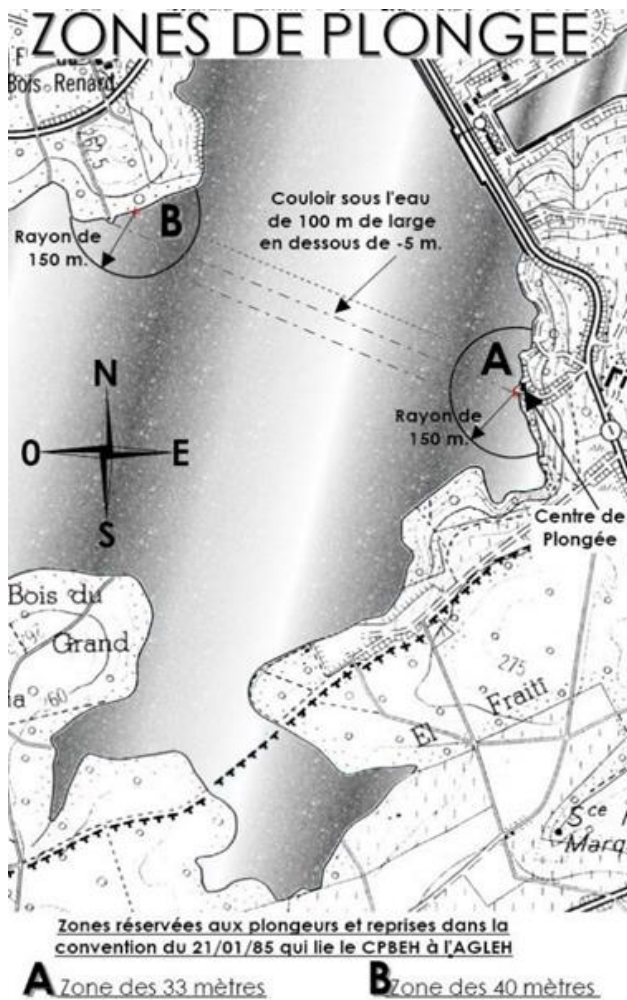 ZONES DE PLONGEE
Bois Renard
Couloir sous l'eau
de 100 m de large
en dessous de -5 m.
B
Rayon de
150 m.
A
N
Rayon de
150 m.
O
E
S
Centre de
Plongée
Bois du
Grand
60
275
El Fraiti
Sce
Marq
Zones réservées aux plongeurs et reprises dans la
convention du 21/01/85 qui lie le CPBEH à l'AGLEH
A Zone des 33 mètres
B Zone des 40 mètres